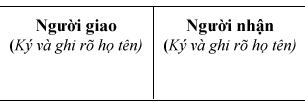 Người giao
(Ký và ghi rõ họ tên)
Người nhận
(Ký và ghi rõ họ tên)